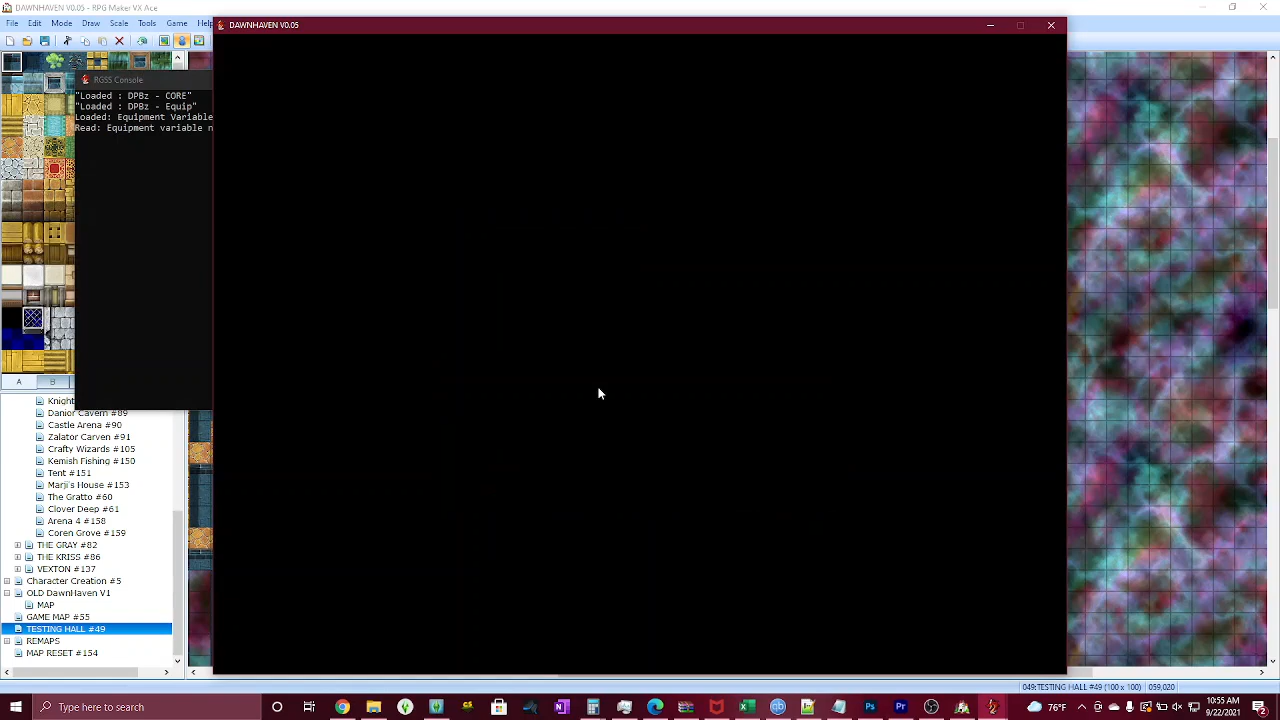 DAWNHAVEN V0.05 - RPG Maker VX Ace
File Edit Mode Draw Scale Tools Game Help
DAWNHAVEN V0.05
RGSS Console
"Loaded : DPBz - CORE"
"Loaded : DPBz - Equip"
Loaded: Equipment Variable
Read: Equipment variable n
A B
Knight
Danior Cavern #89
Castle Arena #90
Zalator Carven #91
Crafty Wizards #105
Kemish Fishing #150
Tent #151
Marji's House #153
The Gratto #60
Clover Deep #61
Arena 4 #158
Coren Grove #159
THE GRAY #82
THE KRISS #86
VEXTON #137
Character Creation #5
OLD DawnHaven V1
MAP
GAME MAP #55
TESTING HALL #49
REMAPS
MAP RESET #154
049:TESTING HALL #49 (100 x 100) 059,020
Type here to search
76°F
10:55 AM
9/22/2021